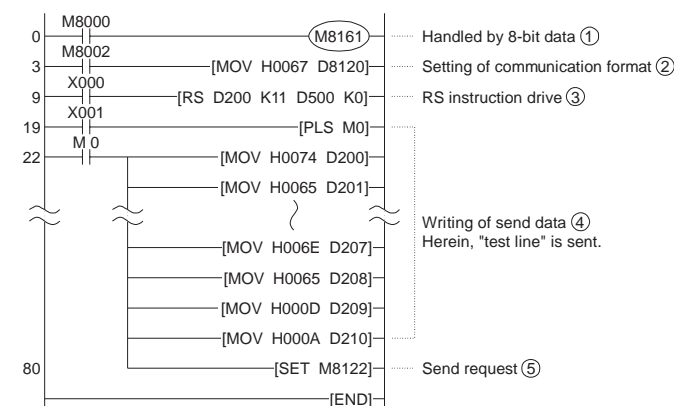 M8000
0 M8161 Handled by 8-bit data ①
M8002
3 [MOV H0067 D8120] Setting of communication format ②
X000
9 [RS D200 K11 D500 K0] RS instruction drive ③
X001
19 [PLS M0]
M 0
22 [MOV H0074 D200]
[MOV H0065 D201]
Writing of send data ④
Herein, "test line" is sent.
[MOV H006E D207]
[MOV H0065 D208]
[MOV H000D D209]
[MOV H000A D210]
80 [SET M8122] Send request ⑤
[END]